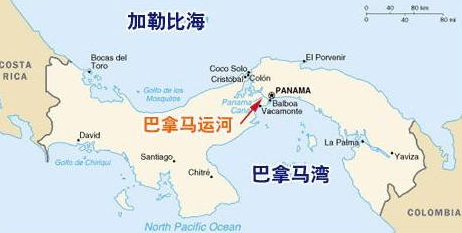 加勒比海
0 40 80 km
0 40 80 mi
COSTA
RICA
Bocas del
Toro
Golfo de los
Mosquitos
Coco Solo
Cristobal
Colón
El Porvenir
PANAMA
Panama
Canal
Balboa
Vacamonte
巴拿马运河
David
Golfo de Chiriquí
Santiago
Chitré
巴拿马湾
La Palma
Yaviza
North Pacific Ocean
COLOMBIA